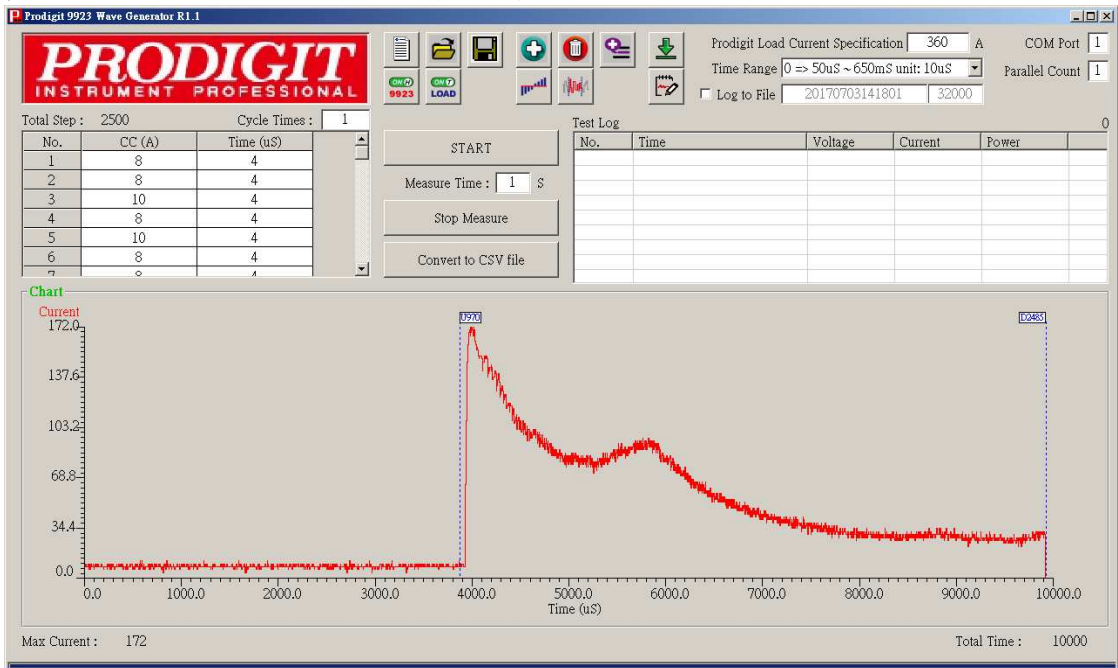 Prodigit 9923 Wave Generator R1.1
PRODIGIT
INSTRUMENT PROFESSIONAL
ON 9923
ON LOAD
Prodigit Load Current Specification 360 A
COM Port 1
Time Range 0 => 50uS ~ 650mS unit: 10uS
Parallel Count 1
Log to File 20170703141801 32000
Total Step : 2500 Cycle Times : 1
No. CC (A) Time (uS)
1 8 4
2 8 4
3 10 4
4 8 4
5 10 4
6 8 4
7 8 4
START
Measure Time : 1 S
Stop Measure
Convert to CSV file
Test Log 0
No. Time Voltage Current Power
Chart
Current
172.0
137.6
103.2
68.8
34.4
0.0
U970
D2485
0.0 1000.0 2000.0 3000.0 4000.0 5000.0 6000.0 7000.0 8000.0 9000.0 10000.0
Time (uS)
Max Current : 172
Total Time : 10000